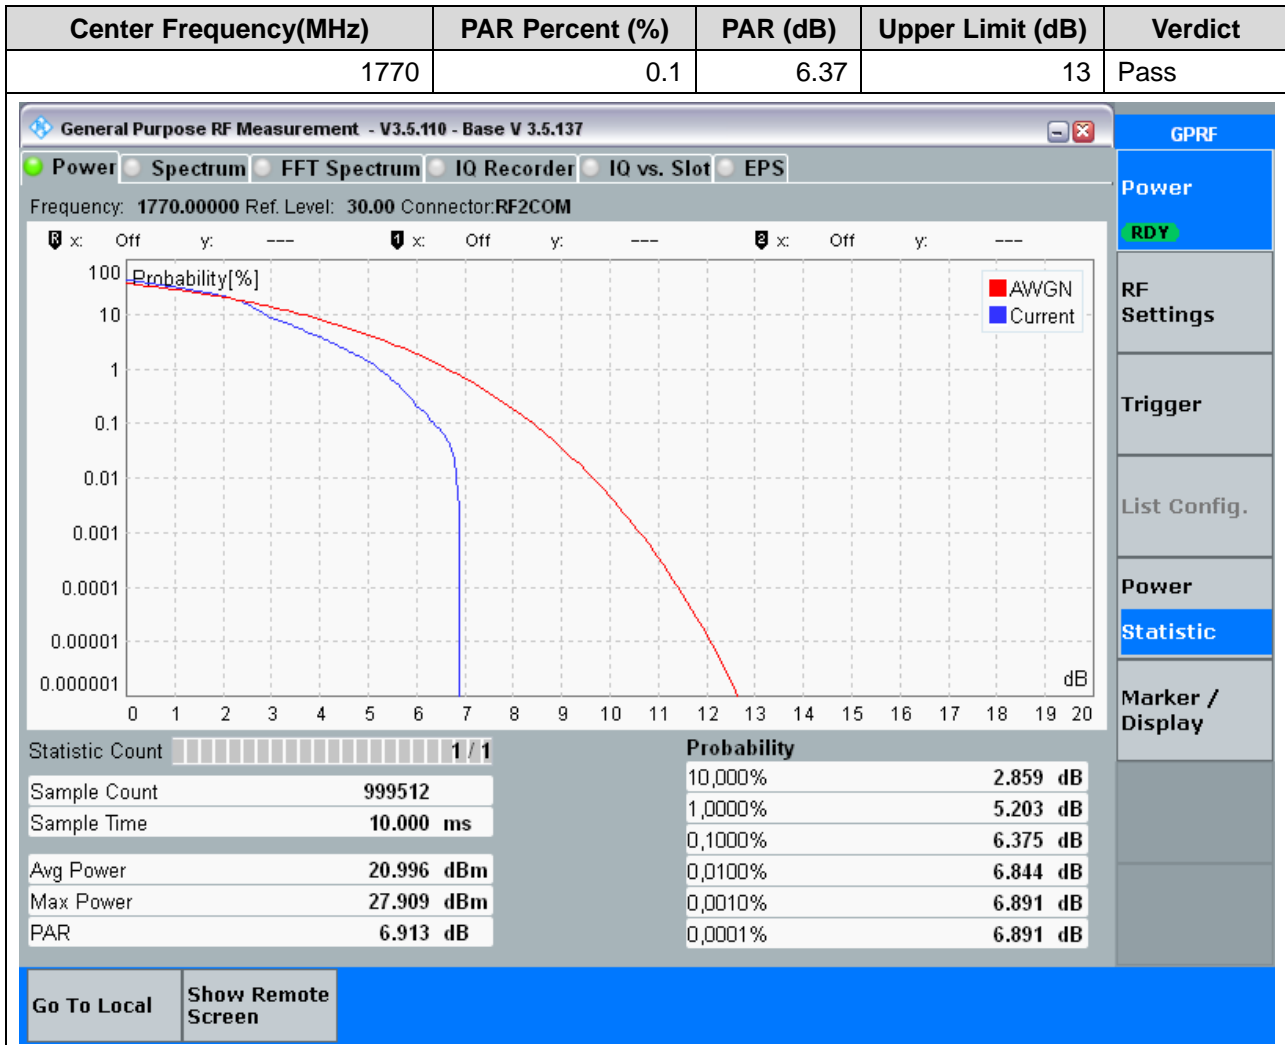 Center Frequency(MHz) PAR Percent (%) PAR (dB) Upper Limit (dB) Verdict
1770 0.1 6.37 13 Pass
General Purpose RF Measurement - V3.5.110 - Base V 3.5.137
GPRF
Power Spectrum FFT Spectrum IQ Recorder IQ vs. Slot EPS
Frequency: 1770.00000 Ref. Level: 30.00 Connector:RF2COM
R x: Off y: --- 1 x: Off y: --- 2 x: Off y: ---
Probability[%]
AWGN
Current
100
10
1
0.1
0.01
0.001
0.0001
0.00001
0.000001
dB
0 1 2 3 4 5 6 7 8 9 10 11 12 13 14 15 16 17 18 19 20
Statistic Count 1 / 1
Sample Count 999512
Sample Time 10.000 ms
Avg Power 20.996 dBm
Max Power 27.909 dBm
PAR 6.913 dB
Probability
10,000% 2.859 dB
1,0000% 5.203 dB
0,1000% 6.375 dB
0,0100% 6.844 dB
0,0010% 6.891 dB
0,0001% 6.891 dB
Power
RDY
RF
Settings
Trigger
List Config.
Power
Statistic
Marker /
Display
Go To Local
Show Remote
Screen